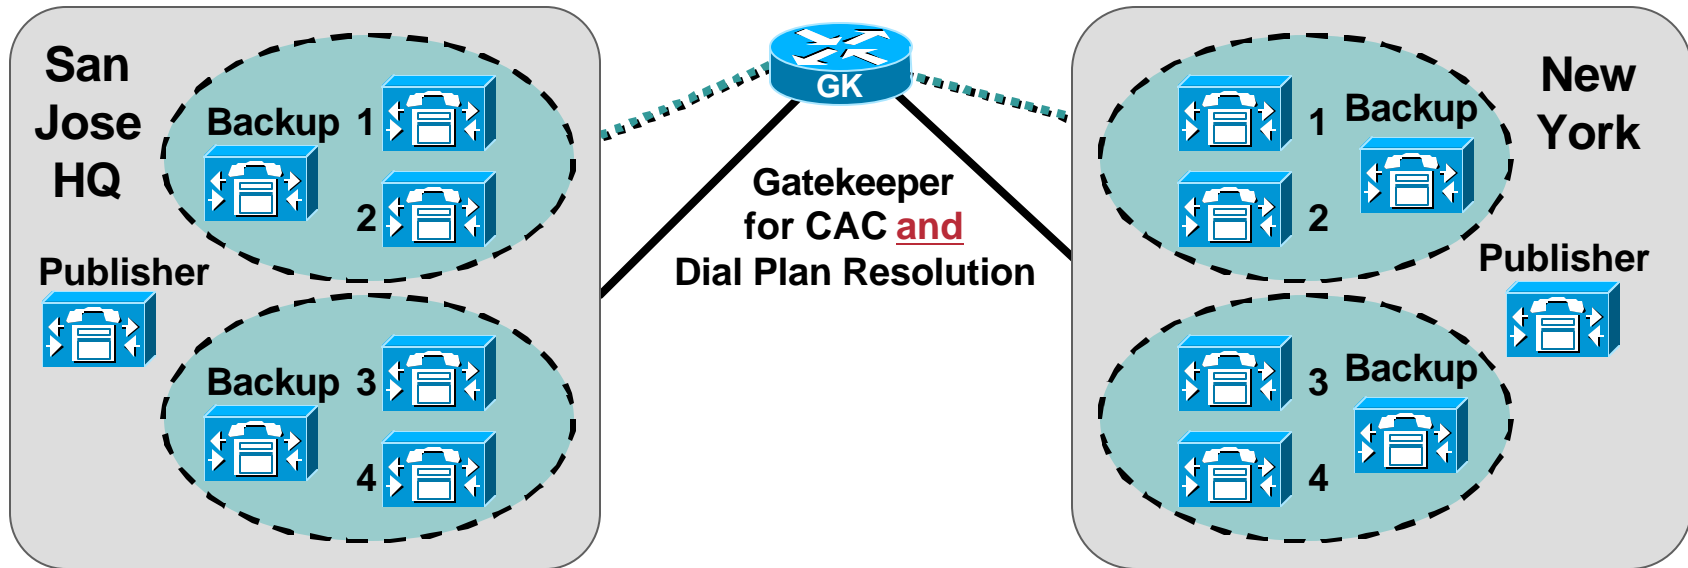 San
Jose
HQ
Backup 1
2
Publisher
Backup 3
4
GK
Gatekeeper
for CAC and
Dial Plan Resolution
New
York
1 Backup
2
Publisher
3 Backup
4